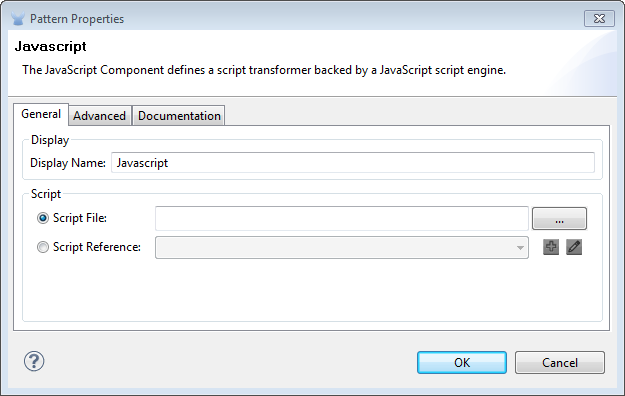 Pattern Properties
Javascript
The JavaScript Component defines a script transformer backed by a JavaScript script engine.
General Advanced Documentation
Display
Display Name: Javascript
Script
Script File: ...
Script Reference:
? OK Cancel